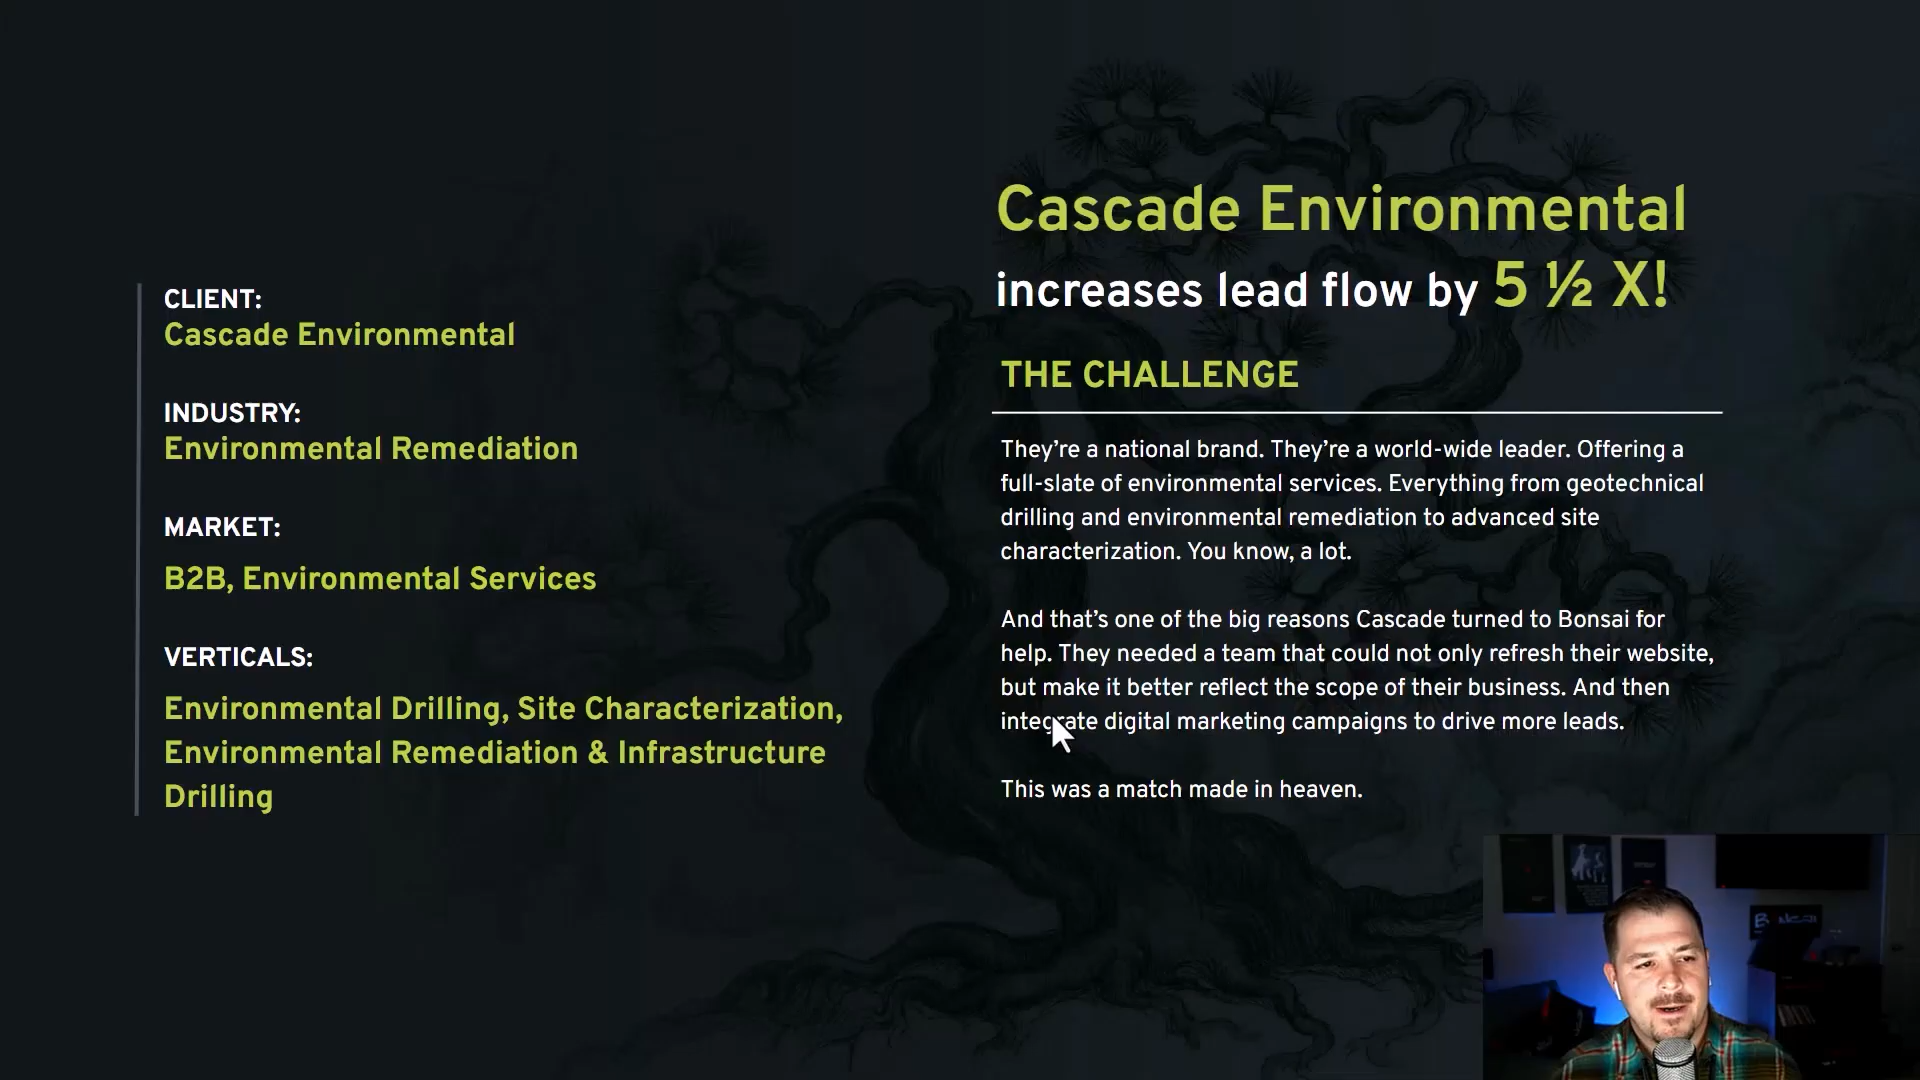 CLIENT:
Cascade Environmental
INDUSTRY:
Environmental Remediation
MARKET:
B2B, Environmental Services
VERTICALS:
Environmental Drilling, Site Characterization,
Environmental Remediation & Infrastructure
Drilling
Cascade Environmental
increases lead flow by 5 ½ X!
THE CHALLENGE
They’re a national brand. They’re a world-wide leader. Offering a
full-slate of environmental services. Everything from geotechnical
drilling and environmental remediation to advanced site
characterization. You know, a lot.
And that’s one of the big reasons Cascade turned to Bonsai for
help. They needed a team that could not only refresh their website,
but make it better reflect the scope of their business. And then
integrate digital marketing campaigns to drive more leads.
This was a match made in heaven.